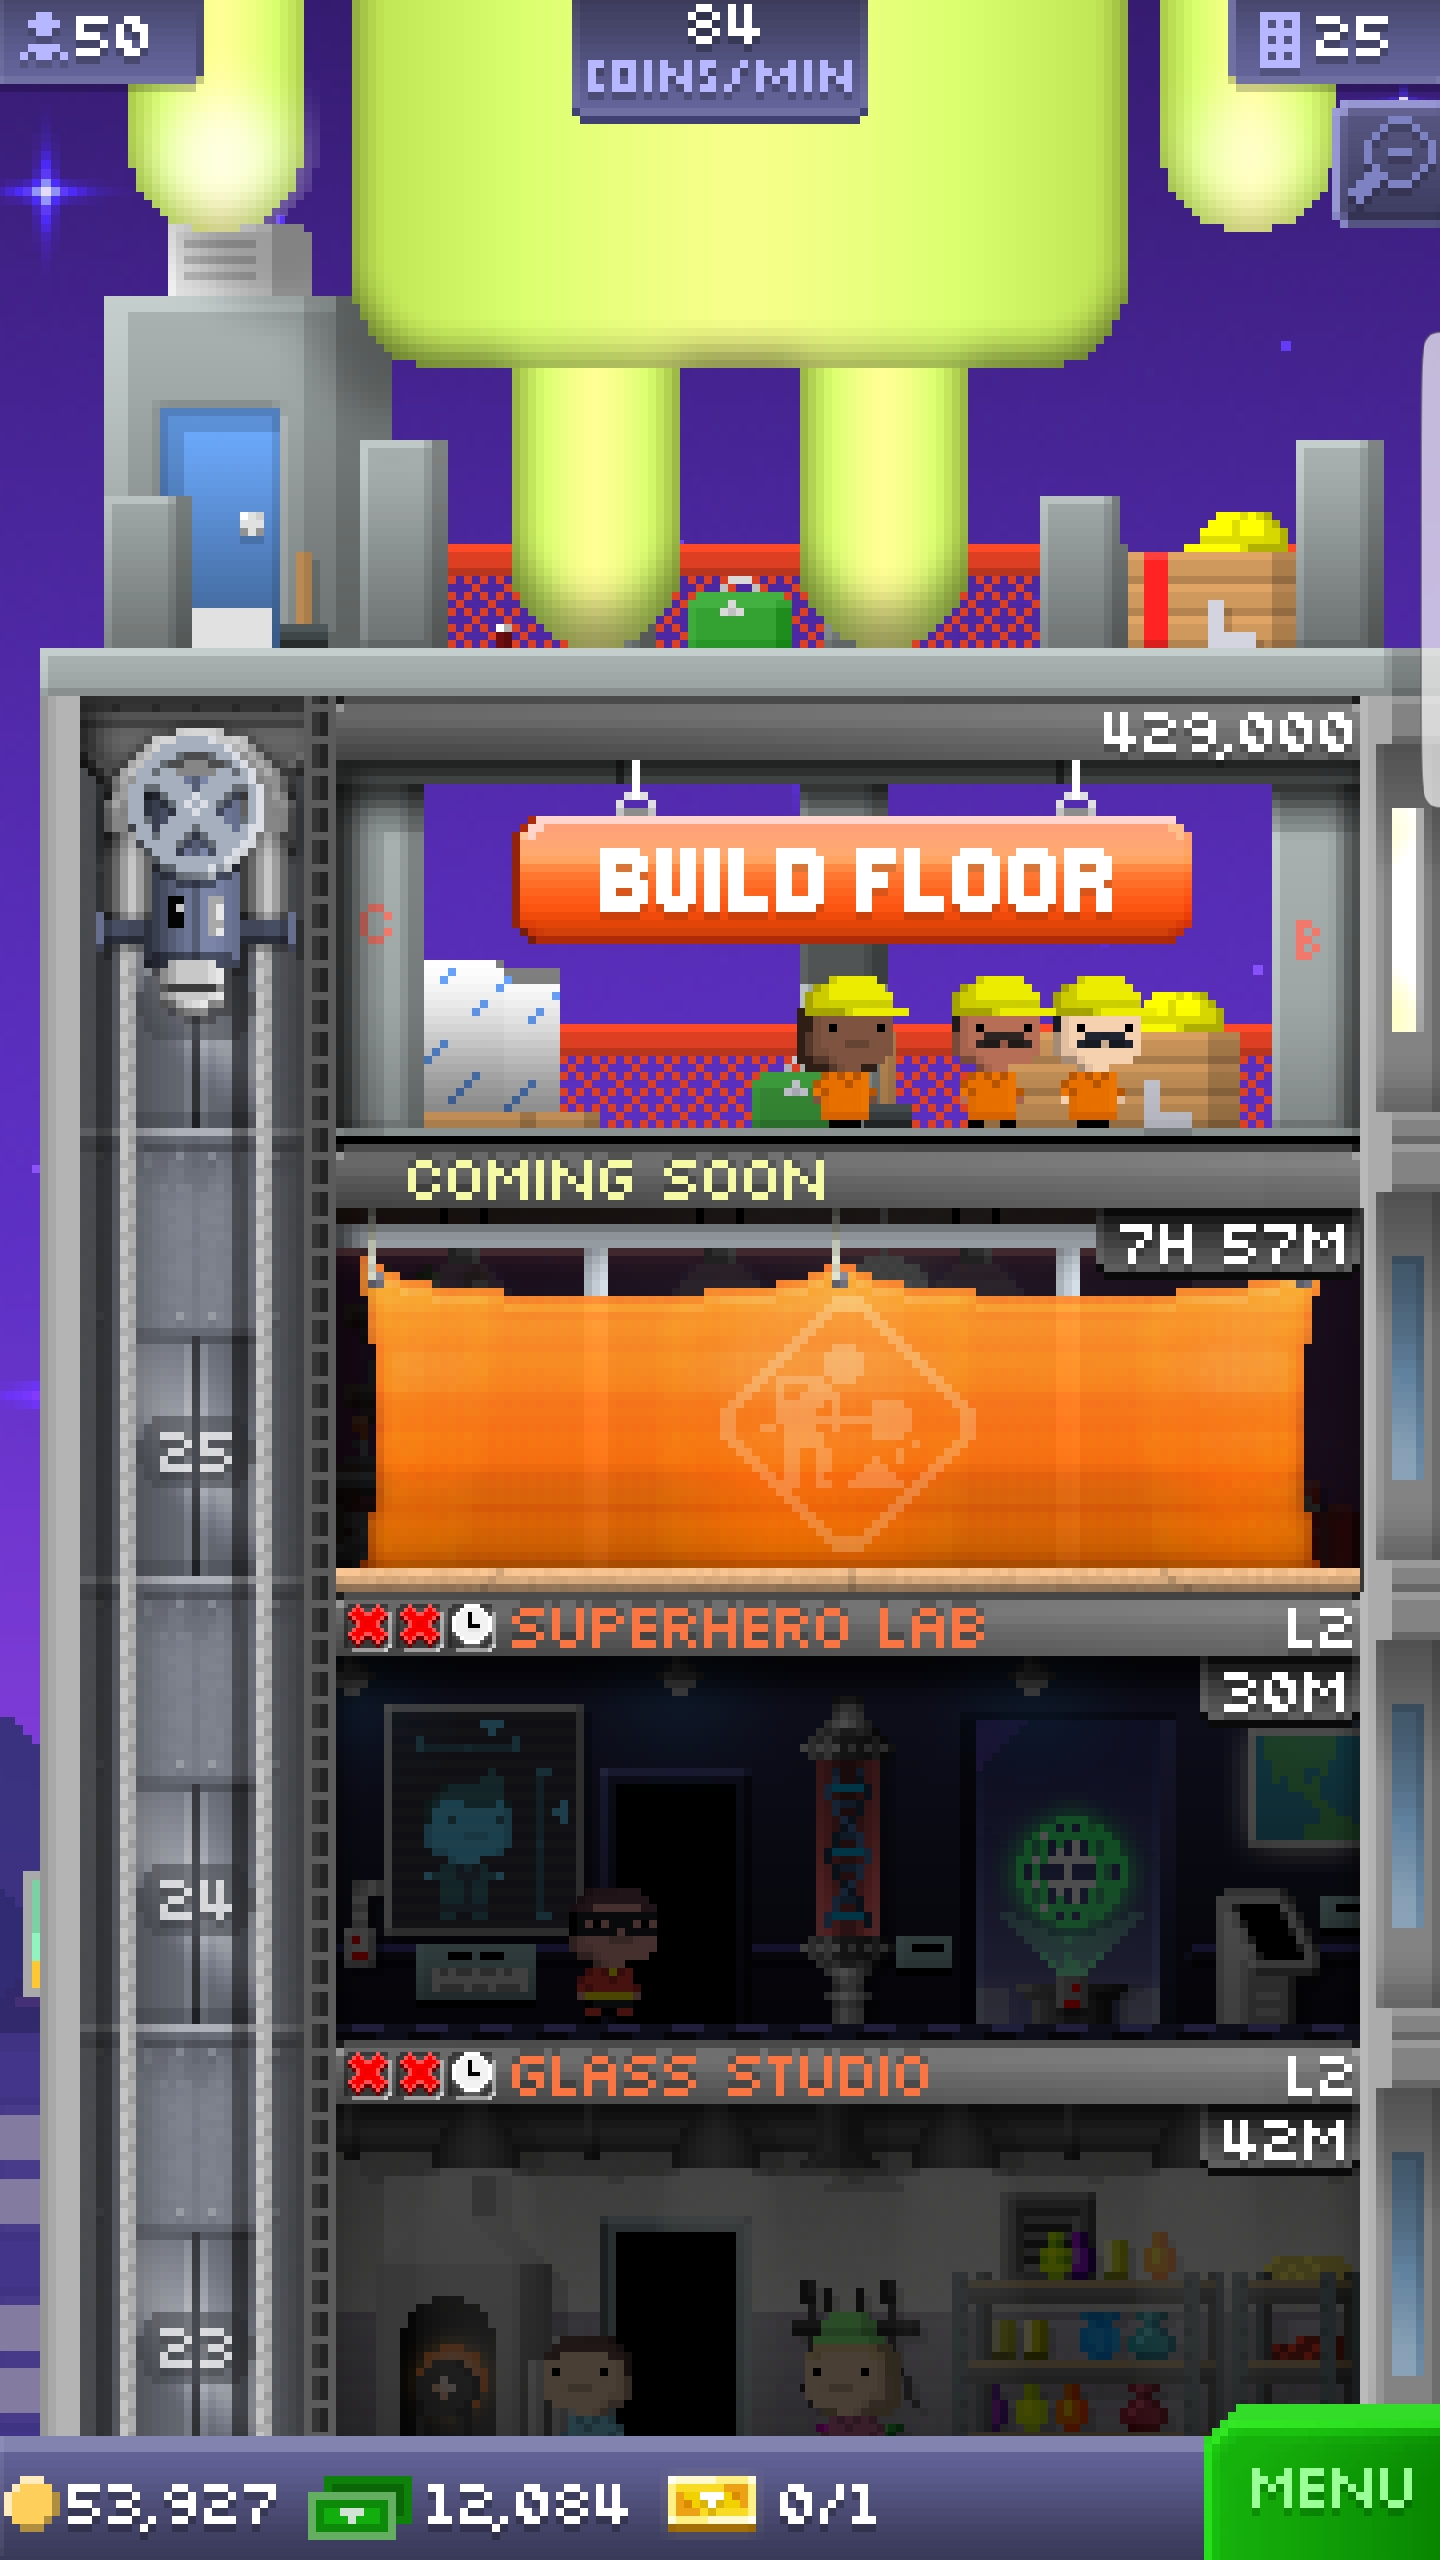 50
84
COINS/MIN
25
429,000
C
BUILD FLOOR
B
COMING SOON
7H 57M
25
SUPERHERO LAB
L2
30M
24
GLASS STUDIO
L2
42M
23
53,927
12,084
0/1
MENU